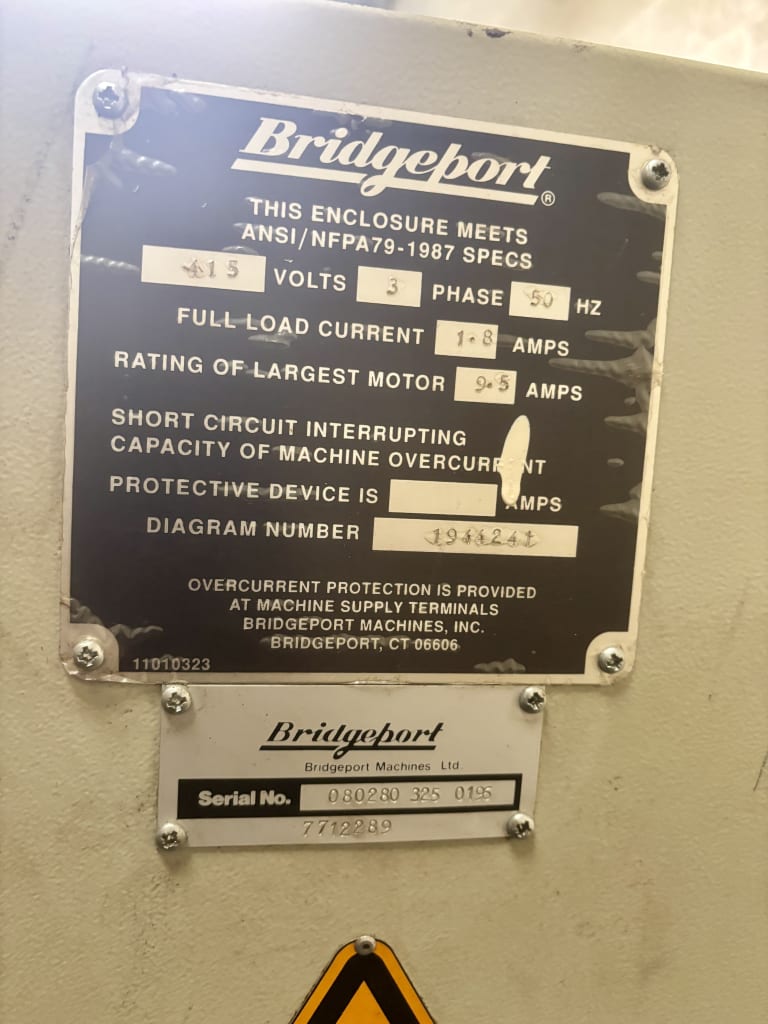 Bridgeport®
THIS ENCLOSURE MEETS
ANSI/NFPA79-1987 SPECS
415 VOLTS 3 PHASE 50 HZ
FULL LOAD CURRENT 1.8 AMPS
RATING OF LARGEST MOTOR 9.5 AMPS
SHORT CIRCUIT INTERRUPTING
CAPACITY OF MACHINE OVERCURRENT
PROTECTIVE DEVICE IS AMPS
DIAGRAM NUMBER
OVERCURRENT PROTECTION IS PROVIDED
AT MACHINE SUPPLY TERMINALS
BRIDGEPORT MACHINES, INC.
BRIDGEPORT, CT 06606
11010323
Bridgeport
Bridgeport Machines Ltd.
Serial No. 080280 325
7712289